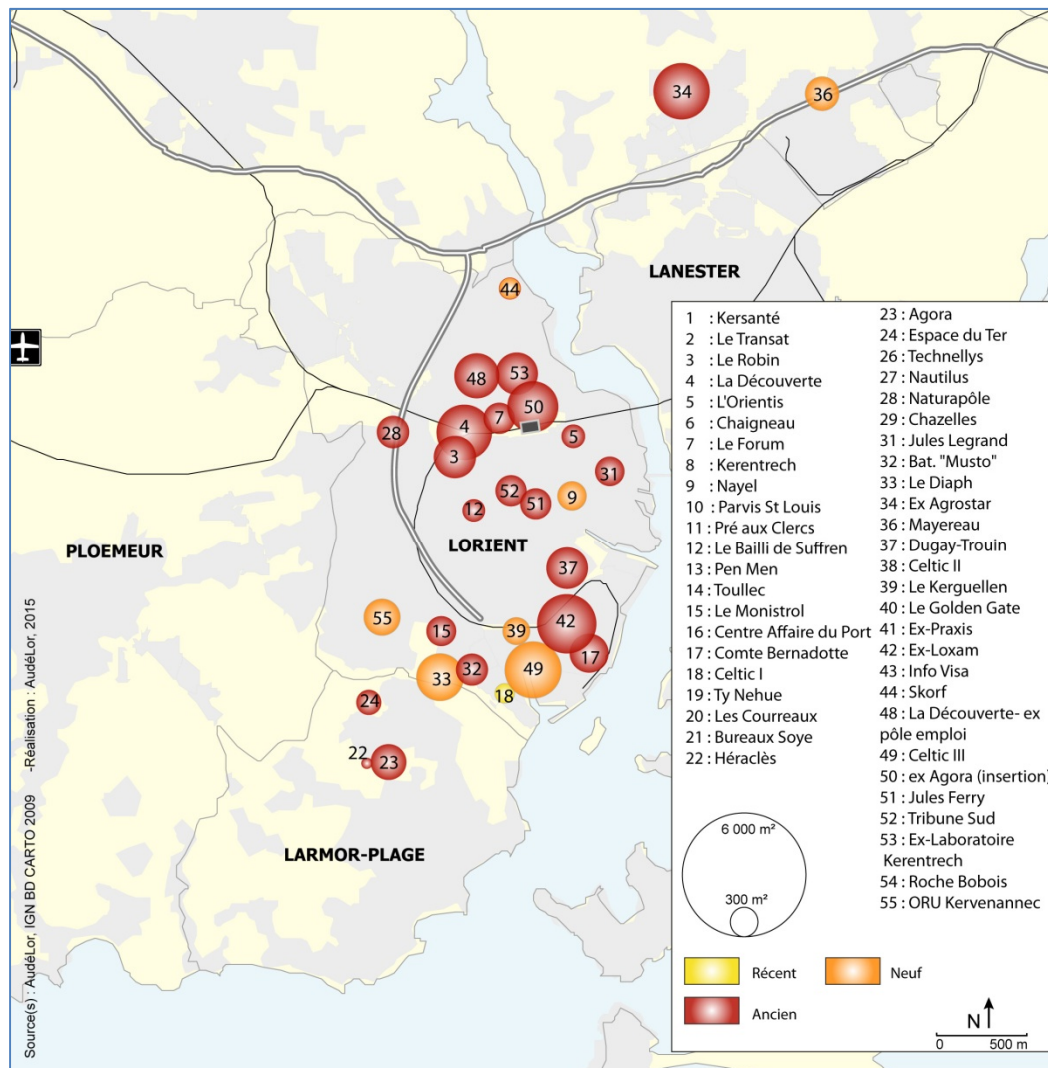 34
36
LANESTER
44
48
53
50
7
4
28
3
5
31
52
51
9
12
PLOEMEUR
LORIENT
37
55
15
39
42
17
33
32
49
18
24
22
23
LARMOR-PLAGE
1 : Kersanté
2 : Le Transat
3 : Le Robin
4 : La Découverte
5 : L'Orientis
6 : Chaigneau
7 : Le Forum
8 : Kerentrech
9 : Nayel
10 : Parvis St Louis
11 : Pré aux Clercs
12 : Le Bailli de Suffren
13 : Pen Men
14 : Toullec
15 : Le Monistrol
16 : Centre Affaire du Port
17 : Comte Bernadotte
18 : Celtic I
19 : Ty Nehue
20 : Les Courreaux
21 : Bureaux Soye
22 : Héraclès
23 : Agora
24 : Espace du Ter
26 : Technellys
27 : Nautilus
28 : Naturapôle
29 : Chazelles
31 : Jules Legrand
32 : Bat. "Musto"
33 : Le Diaph
34 : Ex Agrostar
36 : Mayereau
37 : Dugay-Trouin
38 : Celtic II
39 : Le Kerguellen
40 : Le Golden Gate
41 : Ex-Praxis
42 : Ex-Loxam
43 : Info Visa
44 : Skorf
48 : La Découverte- ex
pôle emploi
49 : Celtic III
50 : ex Agora (insertion)
51 : Jules Ferry
52 : Tribune Sud
53 : Ex-Laboratoire
Kerentrech
54 : Roche Bobois
55 : ORU Kervenannec
6 000 m²
300 m²
Récent
Neuf
Ancien
N
0 500 m
Source(s) : AudéLor, IGN BD CARTO 2009 -Réalisation : AudéLor, 2015